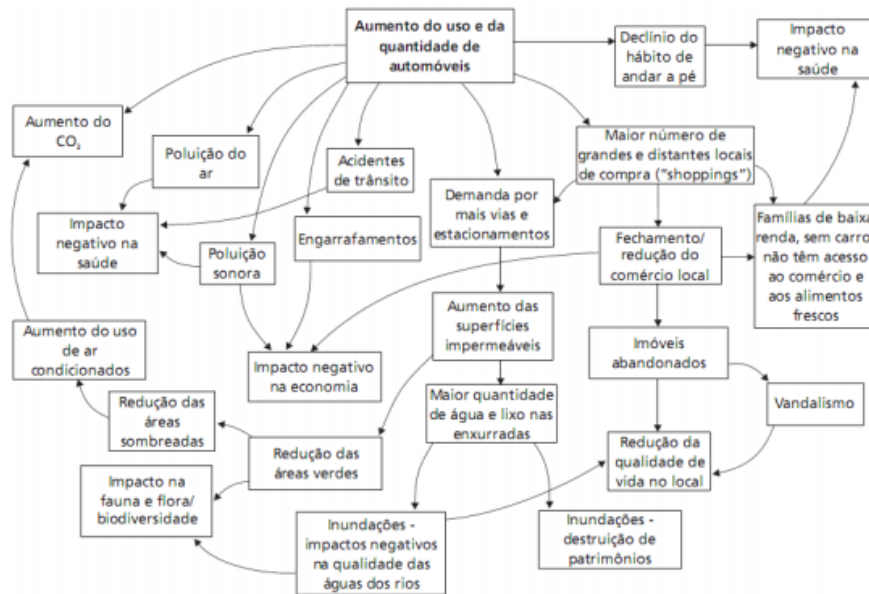 Aumento do uso e da
quantidade de
automóveis
Declínio do
hábito de
andar a pé
Impacto
negativo na
saúde
Aumento do
CO₂
Poluição do
ar
Acidentes
de trânsito
Maior número de
grandes e distantes locais
de compra ("shoppings")
Impacto
negativo na
saúde
Poluição
sonora
Engarrafamentos
Demanda por
mais vias e
estacionamentos
Fechamento/
redução do
comércio local
Famílias de baixa
renda, sem carro,
não têm acesso
ao comércio e
aos alimentos
frescos
Aumento do uso
de ar
condicionados
Impacto negativo
na economia
Aumento das
superfícies
impermeáveis
Imóveis
abandonados
Redução das
áreas
sombreadas
Redução das
áreas verdes
Maior quantidade
de água e lixo nas
enxurradas
Vandalismo
Redução da
qualidade de
vida no local
Impacto na
fauna e flora/
biodiversidade
Inundações -
impactos negativos
na qualidade das
águas dos rios
Inundações -
destruição de
patrimônios